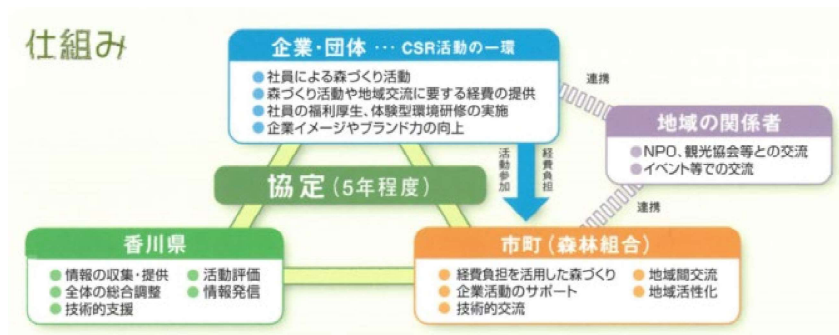 仕組み
企業・団体 … CSR活動の一環
●社員による森づくり活動
●森づくり活動や地域交流に要する経費の提供
●社員の福利厚生、体験型環境研修の実施
●企業イメージやブランド力の向上
連携
地域の関係者
●NPO、観光協会等との交流
●イベント等での交流
連携
活動参加
経費負担
協定(5年程度)
香川県
●情報の収集・提供 ●活動評価
●全体の総合調整 ●情報発信
●技術的支援
市町(森林組合)
●経費負担を活用した森づくり ●地域間交流
●企業活動のサポート ●地域活性化
●技術的交流